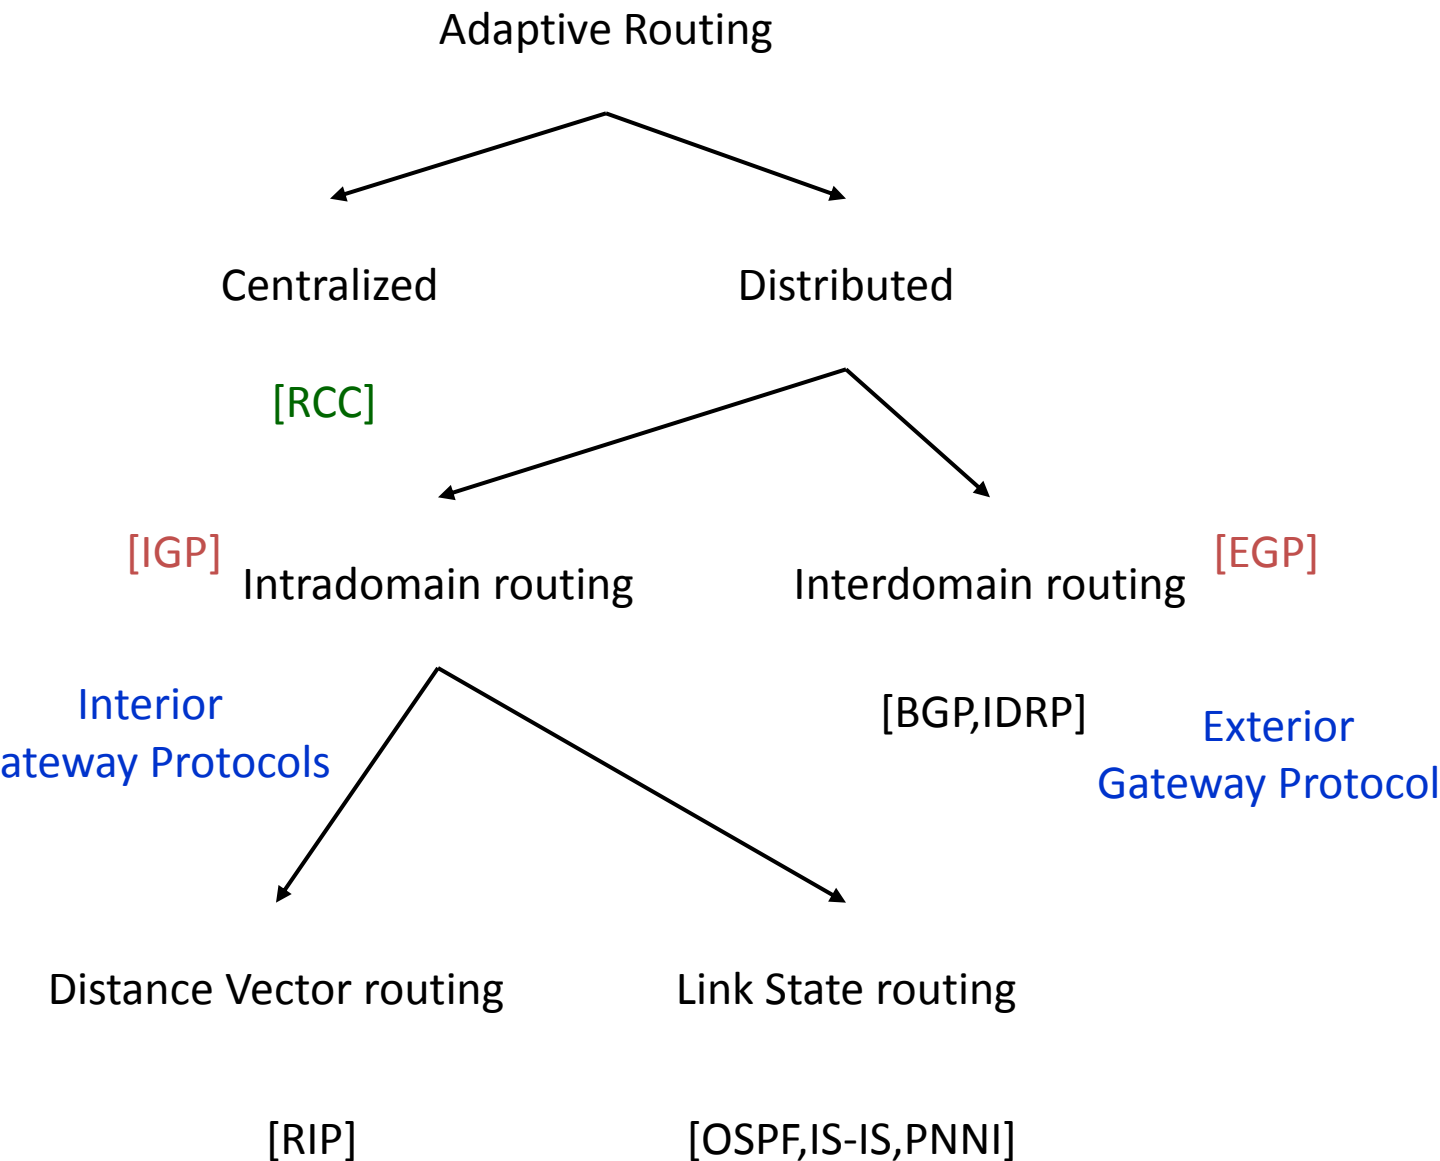 Adaptive Routing
Centralized
Distributed
[RCC]
[IGP]
Intradomain routing
Interdomain routing
[EGP]
Interior
ateway Protocols
[BGP,IDRP]
Exterior
Gateway Protocol
Distance Vector routing
Link State routing
[RIP]
[OSPF,IS-IS,PNNI]